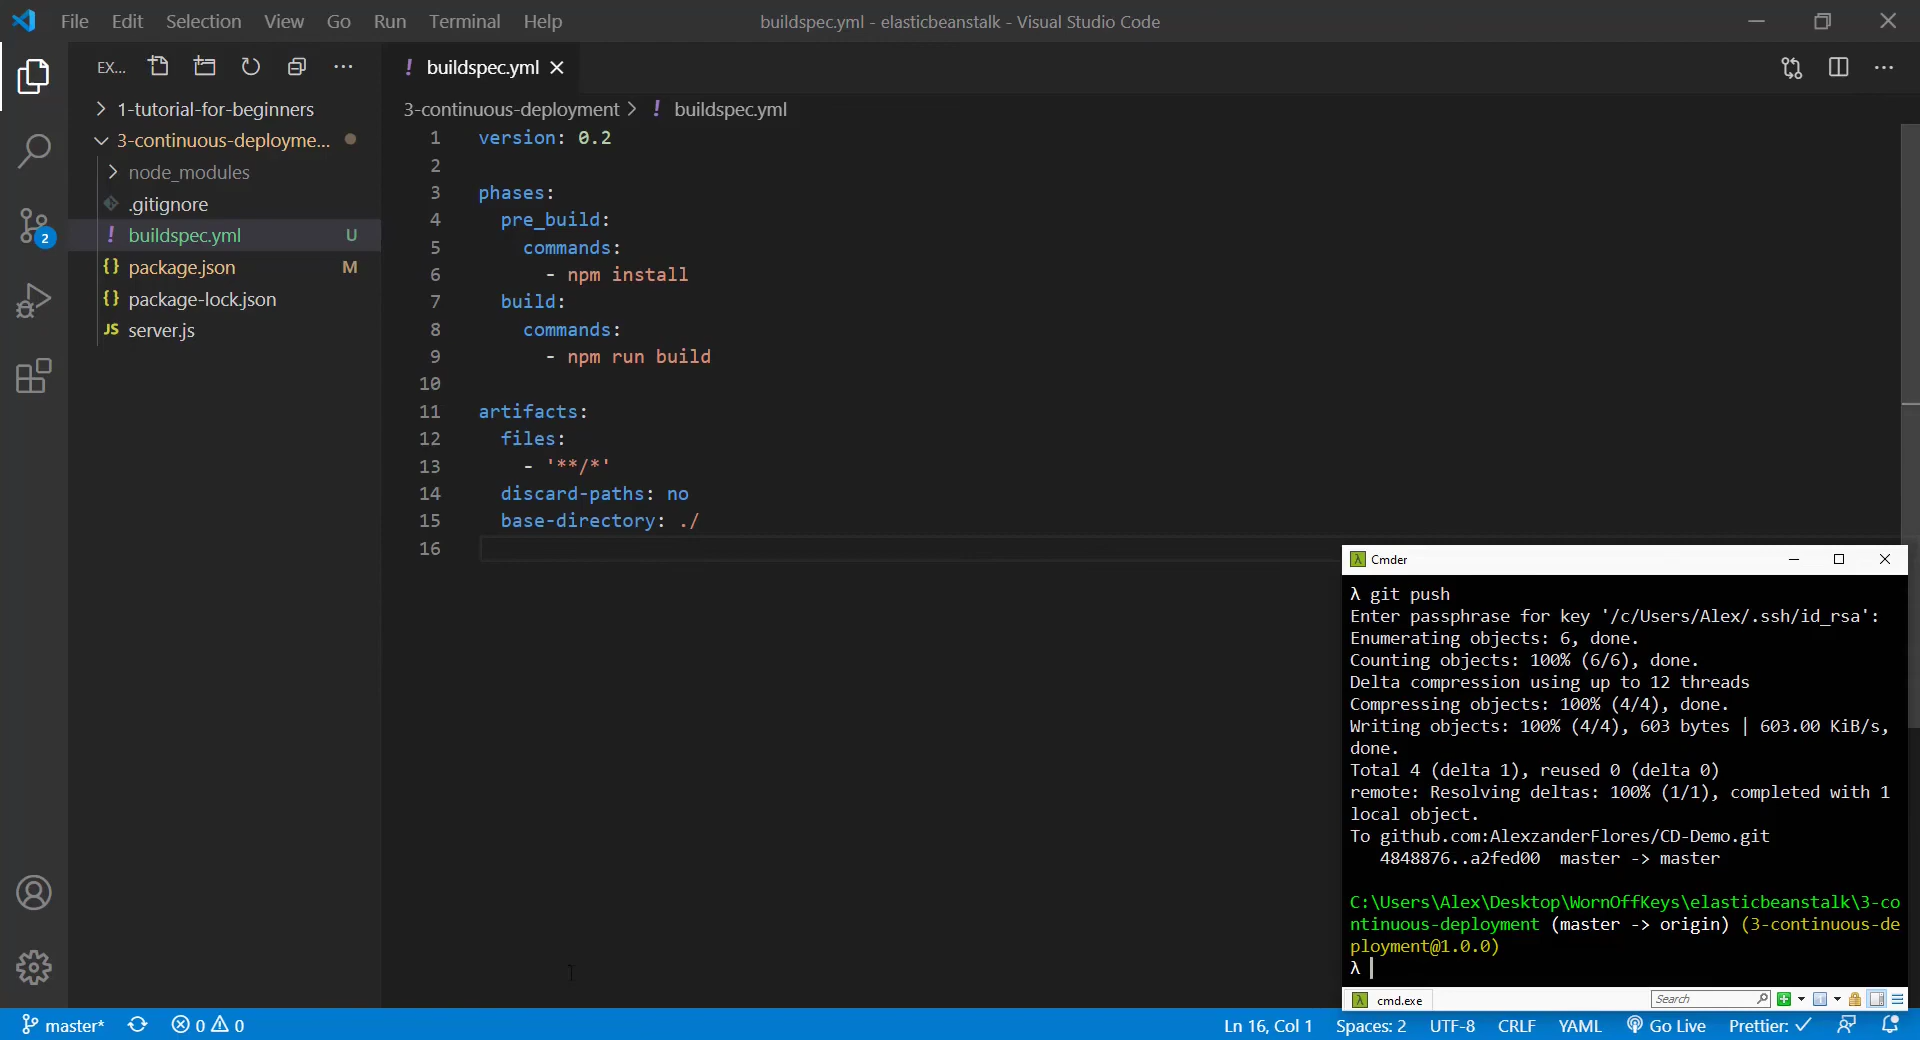 File Edit Selection View Go Run Terminal Help
buildspec.yml - elasticbeanstalk - Visual Studio Code
EX...
1-tutorial-for-beginners
3-continuous-deployme...
node_modules
.gitignore
! buildspec.yml U
{} package.json M
{} package-lock.json
JS server.js
2
! buildspec.yml
3-continuous-deployment > ! buildspec.yml
1 version: 0.2
2
3 phases:
4   pre_build:
5     commands:
6       - npm install
7   build:
8     commands:
9       - npm run build
10
11 artifacts:
12   files:
13     - '**/*'
14   discard-paths: no
15   base-directory: ./
16
Cmder
λ git push
Enter passphrase for key '/c/Users/Alex/.ssh/id_rsa':
Enumerating objects: 6, done.
Counting objects: 100% (6/6), done.
Delta compression using up to 12 threads
Compressing objects: 100% (4/4), done.
Writing objects: 100% (4/4), 603 bytes | 603.00 KiB/s,
done.
Total 4 (delta 1), reused 0 (delta 0)
remote: Resolving deltas: 100% (1/1), completed with 1
local object.
To github.com:AlexzanderFlores/CD-Demo.git
   4848876..a2fed00  master -> master
C:\Users\Alex\Desktop\WornOffKeys\elasticbeanstalk\3-co
ntinuous-deployment (master -> origin) (3-continuous-de
ployment@1.0.0)
λ
cmd.exe
Search
master* 0 0
Ln 16, Col 1 Spaces: 2 UTF-8 CRLF YAML Go Live Prettier: ✓